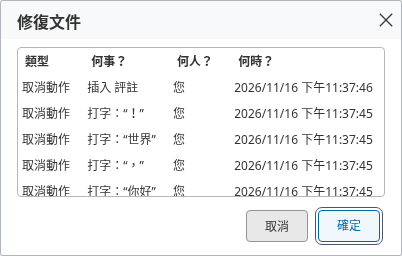 修復文件
類型 何事？ 何人？ 何時？
取消動作 插入 評註 您 2026/11/16 下午11:37:46
取消動作 打字：“！” 您 2026/11/16 下午11:37:45
取消動作 打字：“世界” 您 2026/11/16 下午11:37:45
取消動作 打字：“，” 您 2026/11/16 下午11:37:45
取消動作 打字：“你好” 您 2026/11/16 下午11:37:45
取消 確定